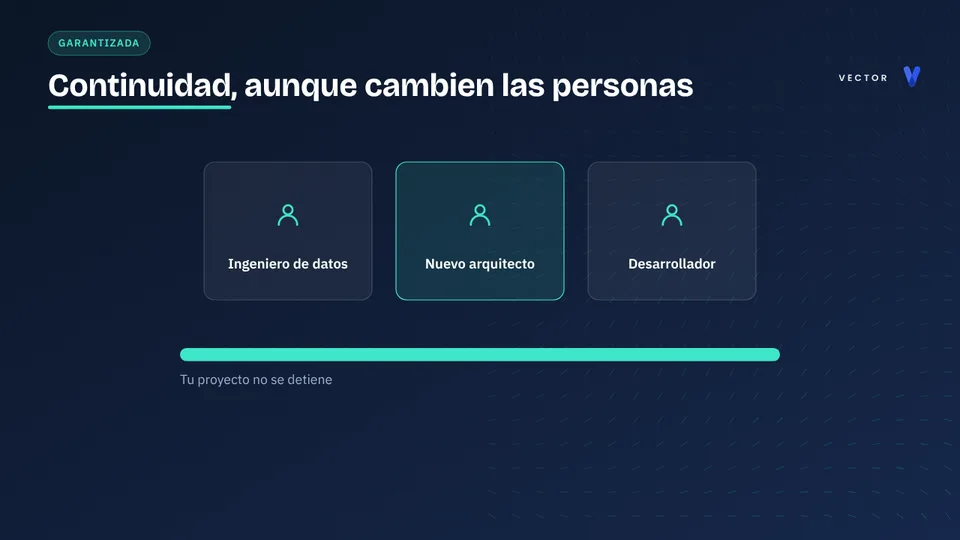 GARANTIZADA
Continuidad, aunque cambien las personas
VECTOR
Ingeniero de datos
Nuevo arquitecto
Desarrollador
Tu proyecto no se detiene